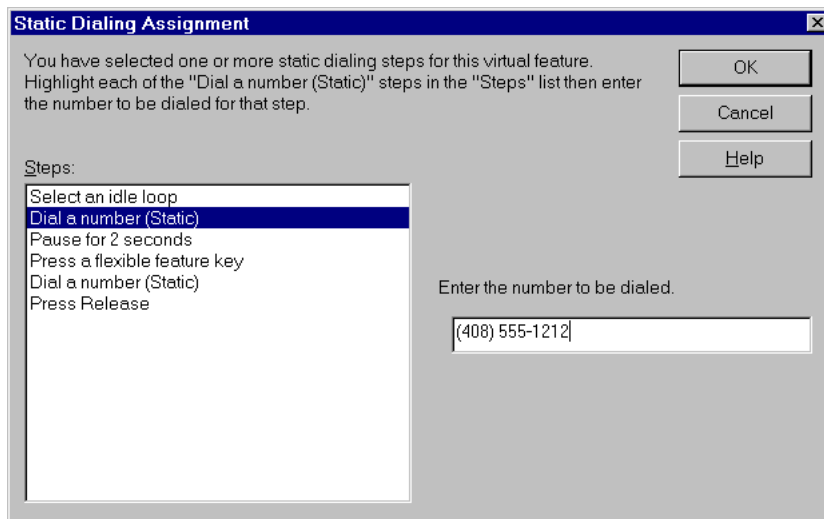 Static Dialing Assignment
You have selected one or more static dialing steps for this virtual feature.
Highlight each of the "Dial a number (Static)" steps in the "Steps" list then enter
the number to be dialed for that step.
OK
Cancel
Help
Steps:
Select an idle loop
Dial a number (Static)
Pause for 2 seconds
Press a flexible feature key
Dial a number (Static)
Press Release
Enter the number to be dialed.
(408) 555-1212